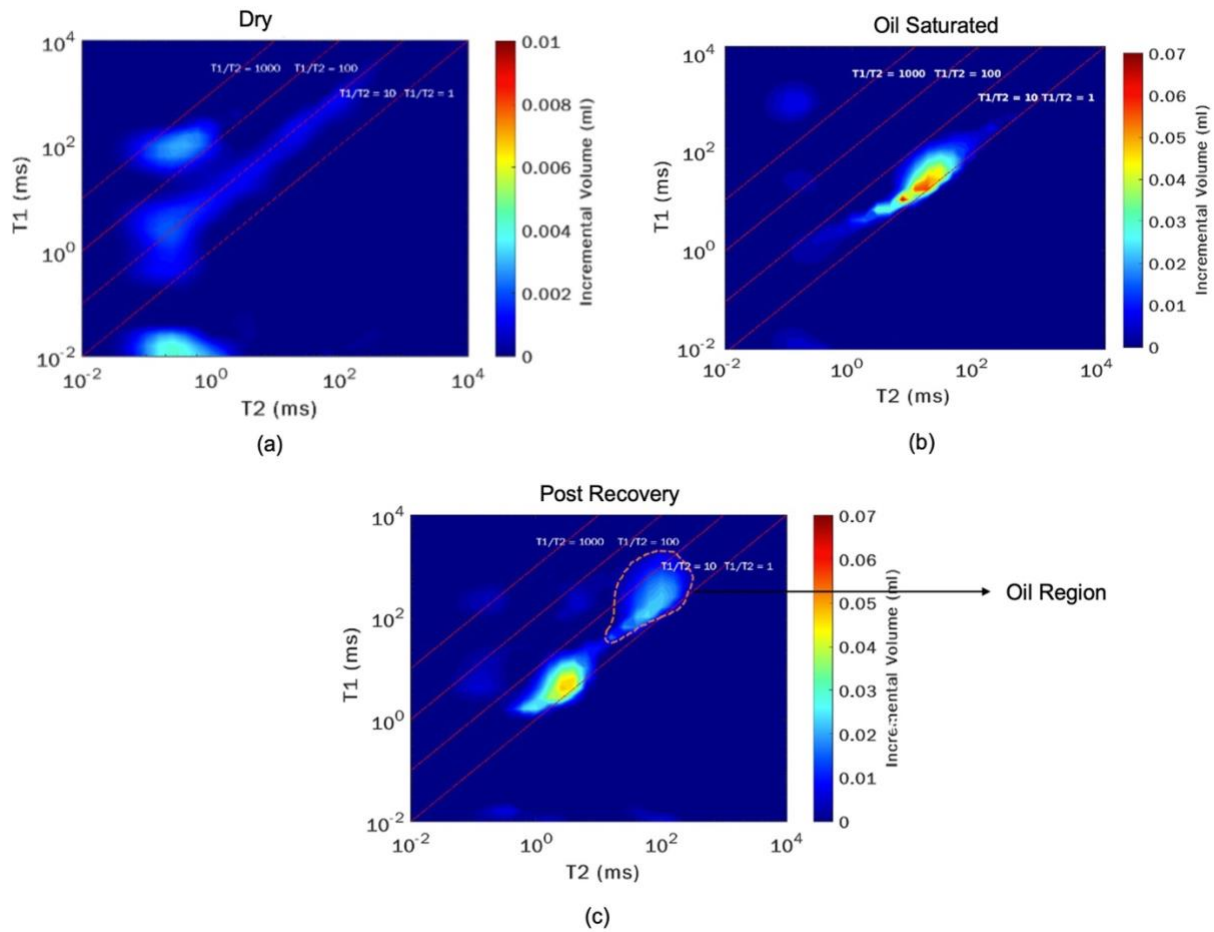 Dry
10^4
10^2
10^0
10^-2
T1 (ms)
T1/T2 = 1000 T1/T2 = 100
T1/T2 = 10 T1/T2 = 1
10^-2 10^0 10^2 10^4
T2 (ms)
0.01
0.008
0.006
0.004
0.002
0
Incremental Volume (ml)
(a)
Oil Saturated
10^4
10^2
10^0
10^-2
T1 (ms)
T1/T2 = 1000 T1/T2 = 100
T1/T2 = 10 T1/T2 = 1
10^-2 10^0 10^2 10^4
T2 (ms)
0.07
0.06
0.05
0.04
0.03
0.02
0.01
0
Incremental Volume (ml)
(b)
Post Recovery
10^4
10^2
10^0
10^-2
T1 (ms)
T1/T2 = 1000 T1/T2 = 100
T1/T2 = 10 T1/T2 = 1
10^-2 10^0 10^2 10^4
T2 (ms)
0.07
0.06
0.05
0.04
0.03
0.02
0.01
0
Incremental Volume (ml)
Oil Region
(c)